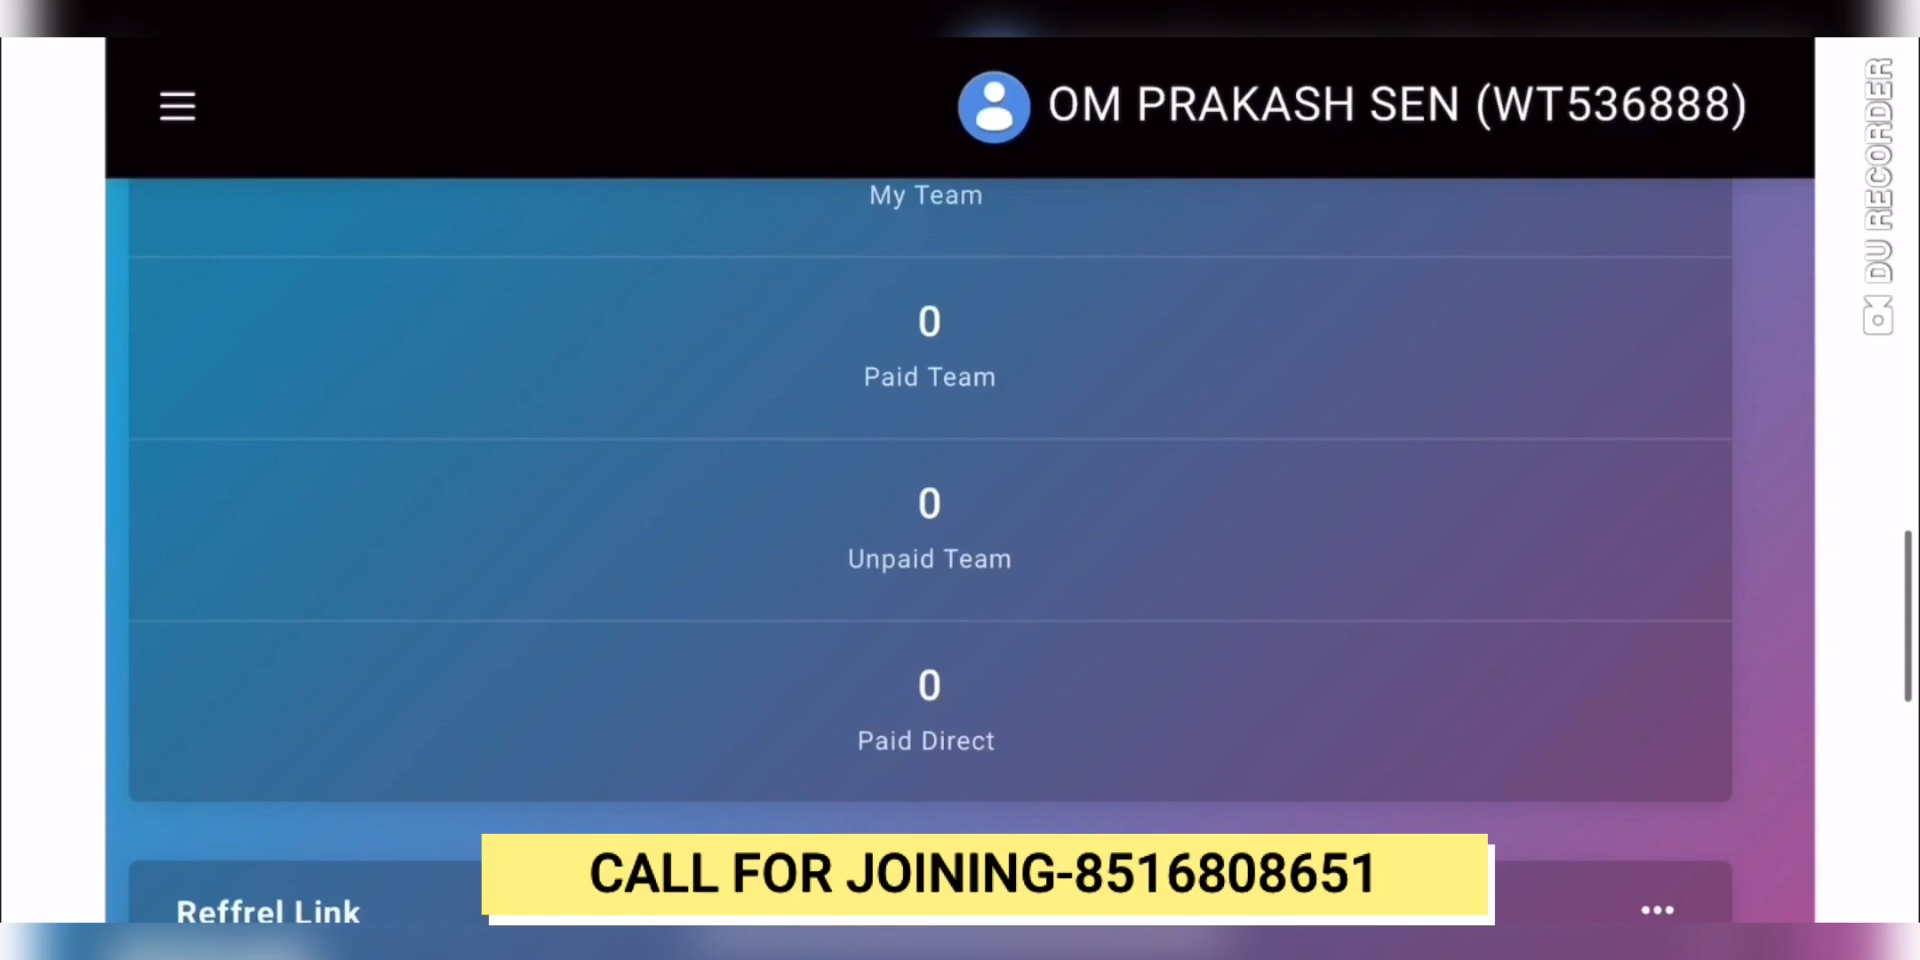 OM PRAKASH SEN (WT536888)
My Team
0
Paid Team
0
Unpaid Team
0
Paid Direct
Reffrel Link
CALL FOR JOINING-8516808651
DU RECORDER